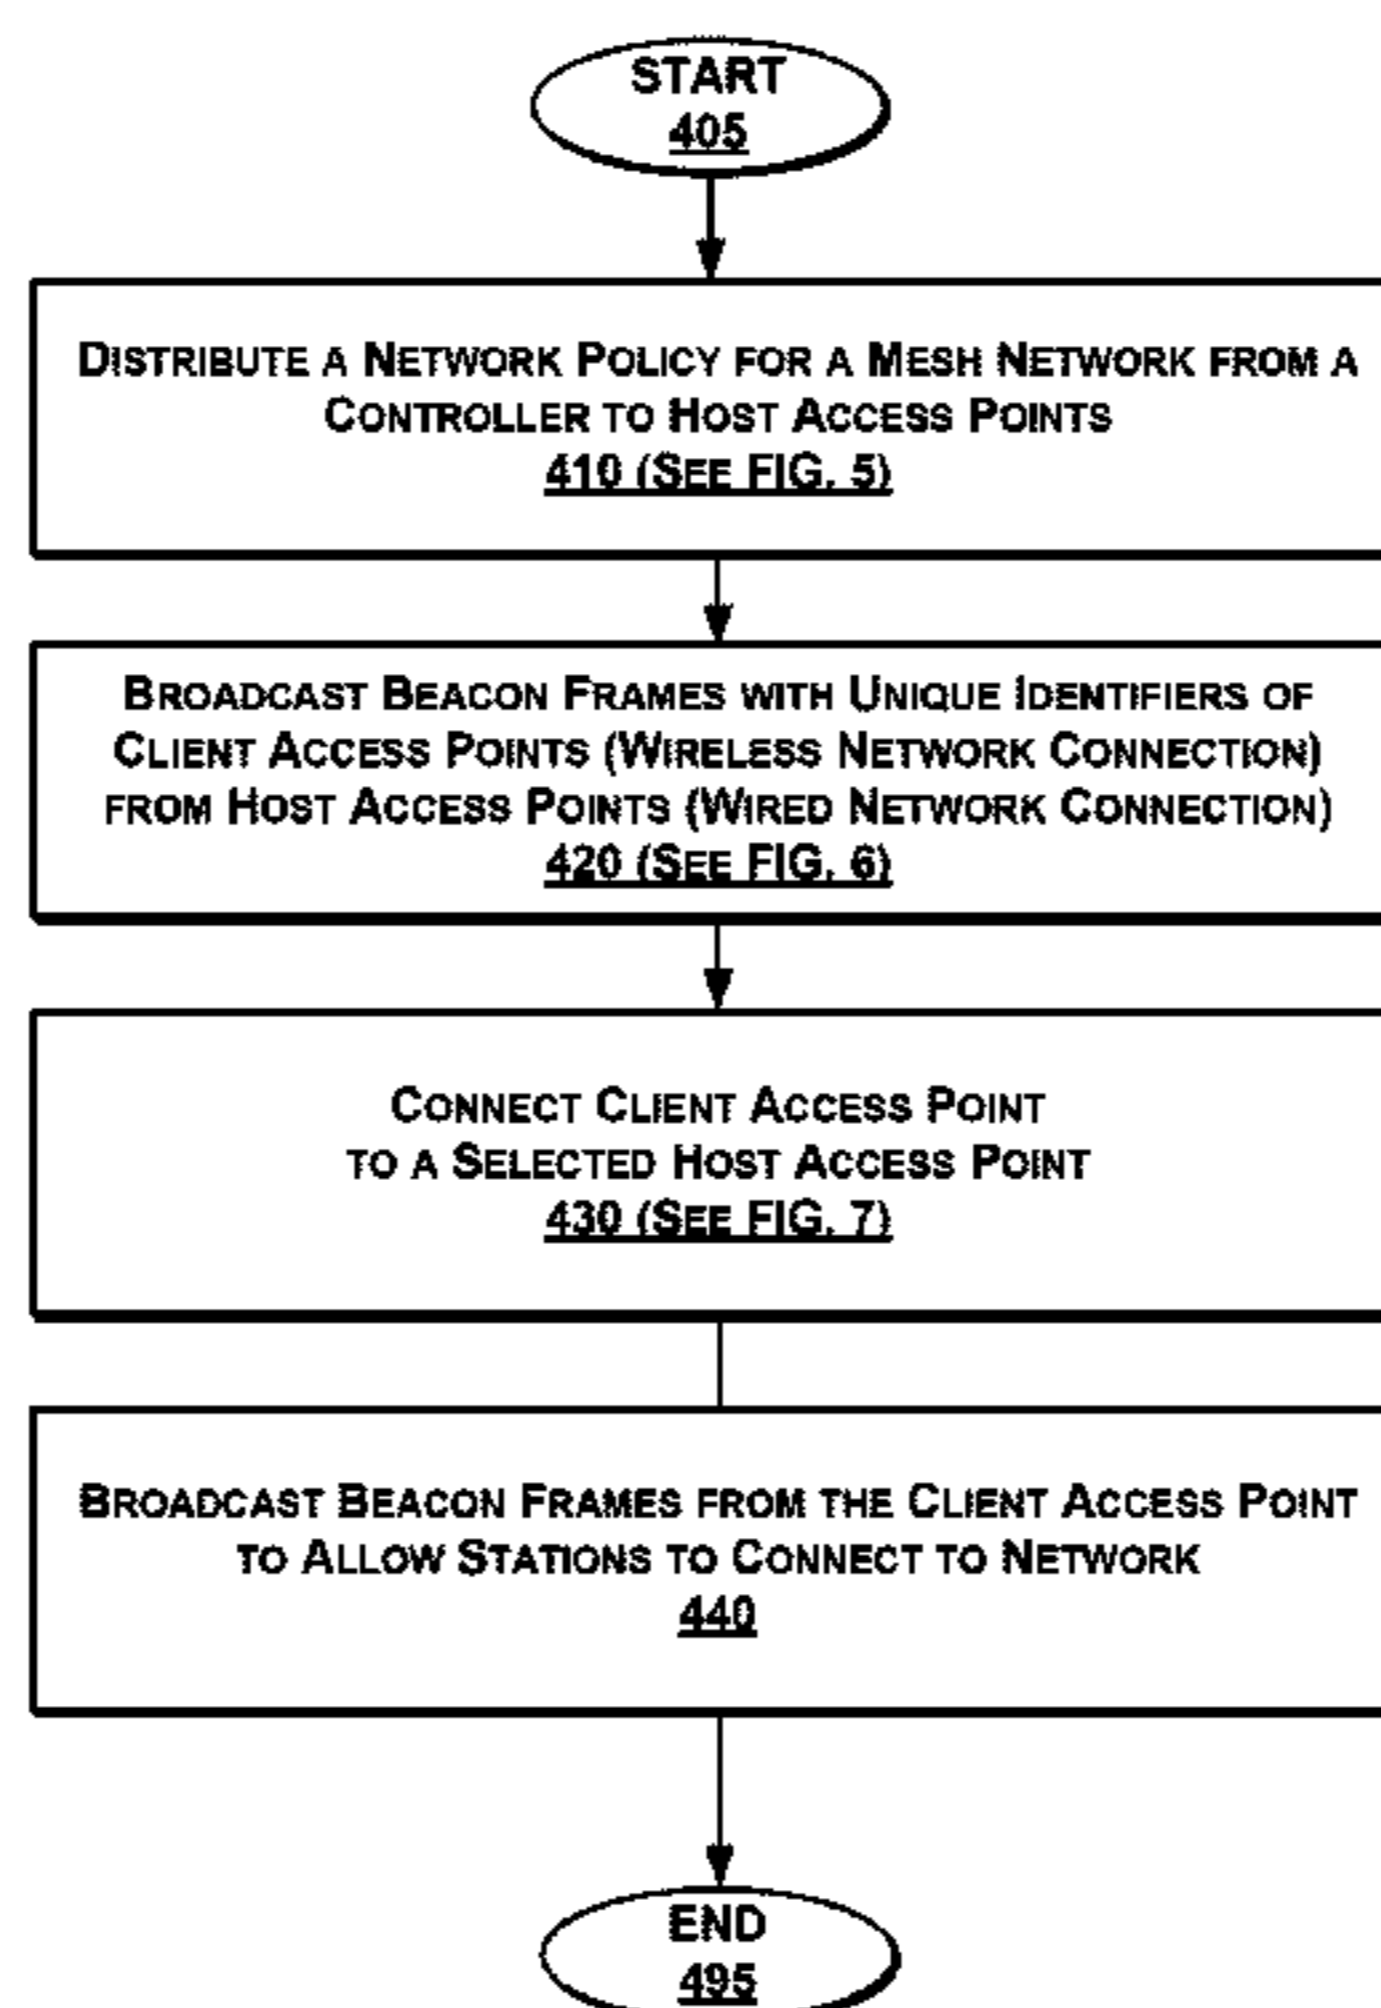 START
405
DISTRIBUTE A NETWORK POLICY FOR A MESH NETWORK FROM A
CONTROLLER TO HOST ACCESS POINTS
410 (SEE FIG. 5)
BROADCAST BEACON FRAMES WITH UNIQUE IDENTIFIERS OF
CLIENT ACCESS POINTS (WIRELESS NETWORK CONNECTION)
FROM HOST ACCESS POINTS (WIRED NETWORK CONNECTION)
420 (SEE FIG. 6)
CONNECT CLIENT ACCESS POINT
TO A SELECTED HOST ACCESS POINT
430 (SEE FIG. 7)
BROADCAST BEACON FRAMES FROM THE CLIENT ACCESS POINT
TO ALLOW STATIONS TO CONNECT TO NETWORK
440
END
495